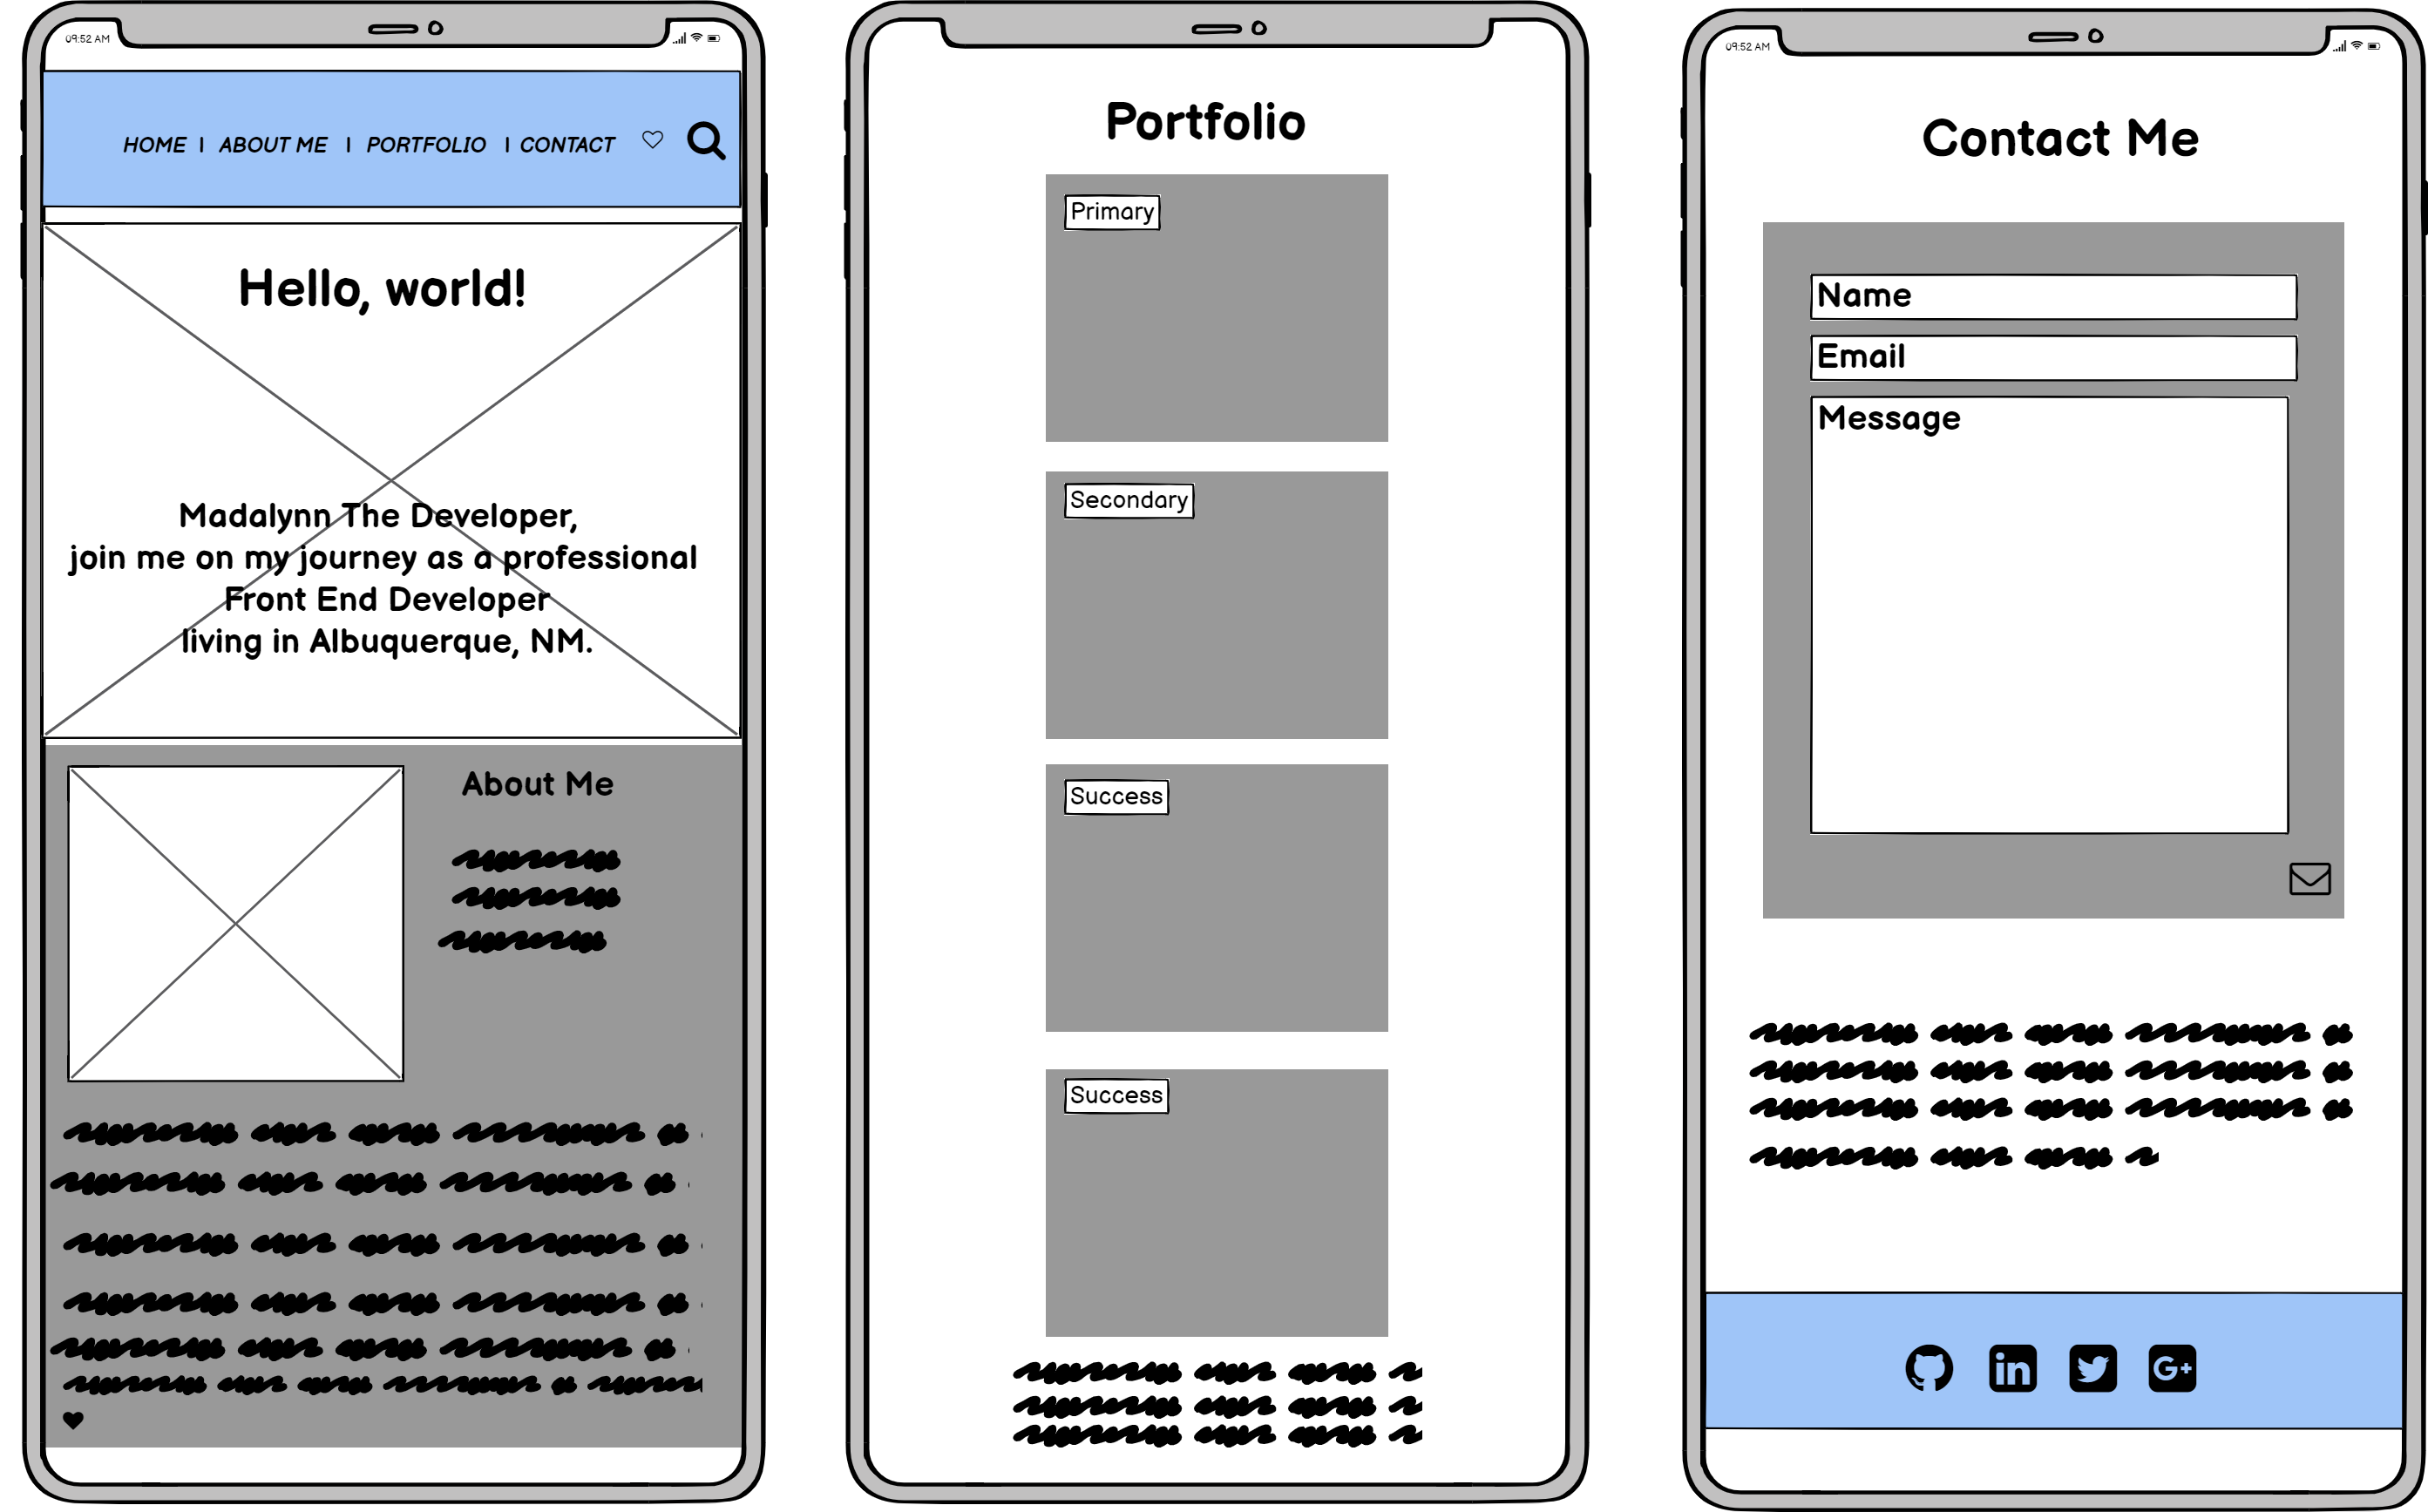 09:52 AM
HOME | ABOUT ME | PORTFOLIO | CONTACT
Hello, world!
Madalynn The Developer,
join me on my journey as a professional
Front End Developer
living in Albuquerque, NM.
About Me
Portfolio
Primary
Secondary
Success
Success
09:52 AM
Contact Me
Name
Email
Message
in
G+